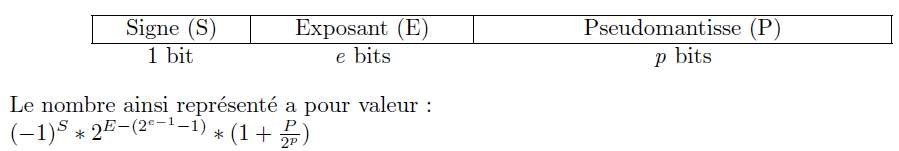 Signe (S) Exposant (E) Pseudomantisse (P)
1 bit e bits p bits
Le nombre ainsi représenté a pour valeur :
(−1)^S ∗ 2^{E−(2^{e−1}−1)} ∗ (1 + \frac{P}{2^p})